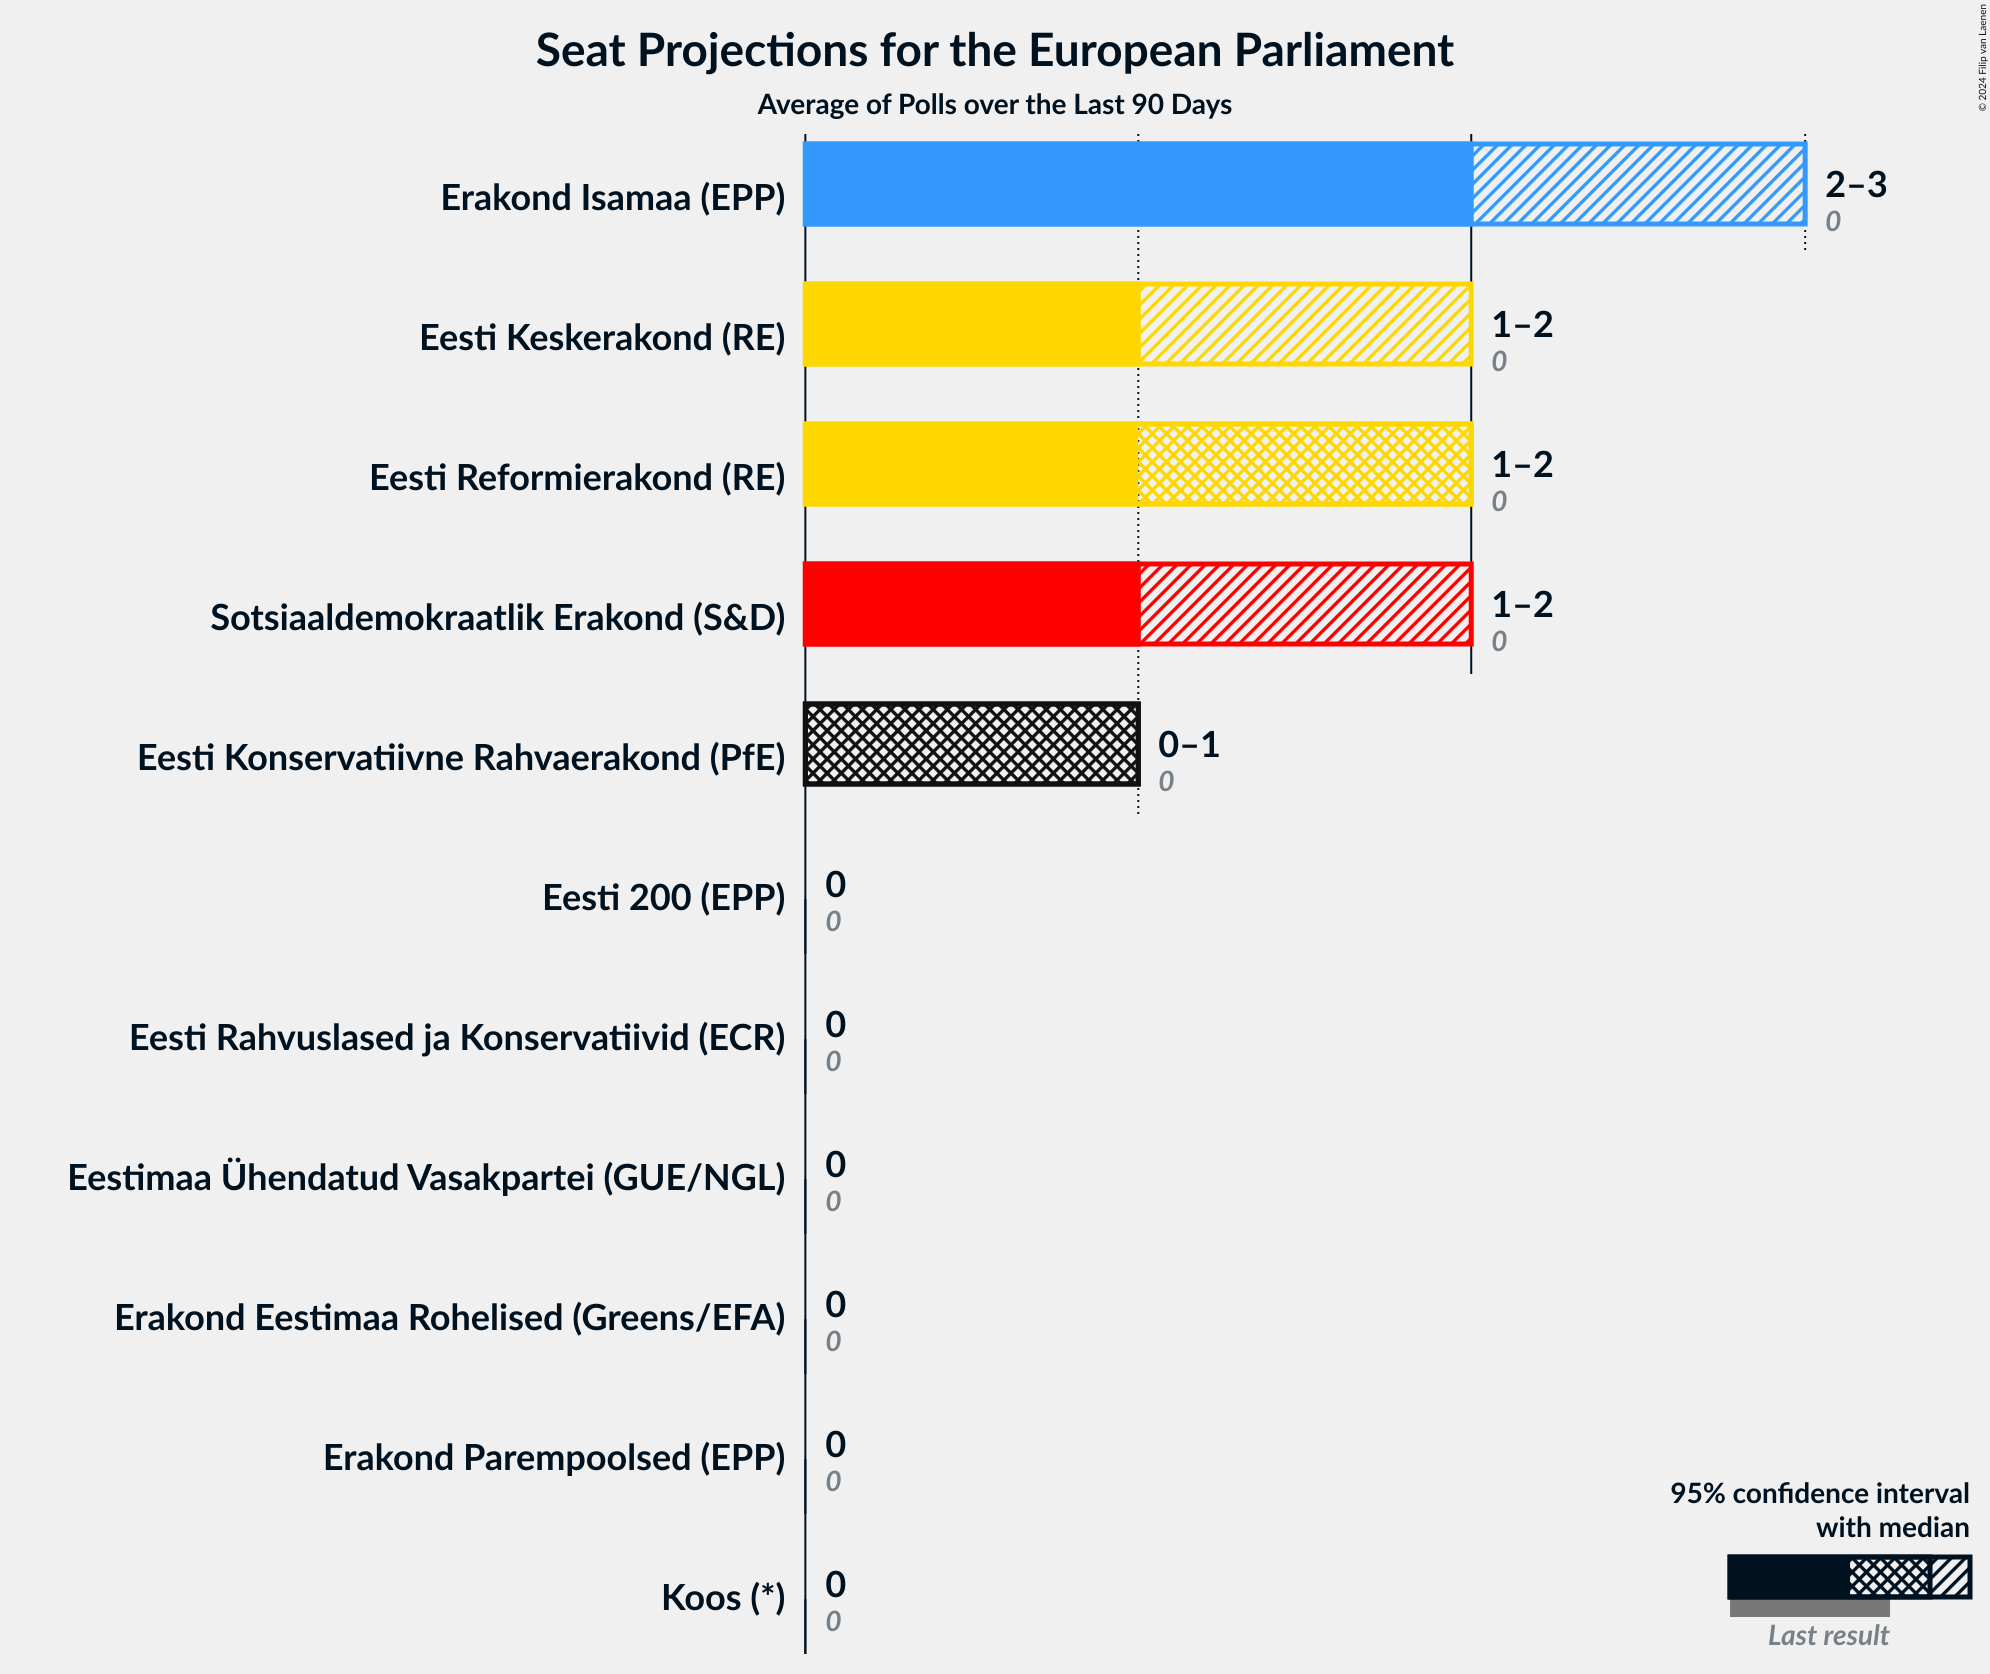 Seat Projections for the European Parliament
Average of Polls over the Last 90 Days
© 2024 Filip van Laenen
Erakond Isamaa (EPP)
2–3
0
Eesti Keskerakond (RE)
1–2
0
Eesti Reformierakond (RE)
1–2
0
Sotsiaaldemokraatlik Erakond (S&D)
1–2
0
Eesti Konservatiivne Rahvaerakond (PfE)
0–1
0
Eesti 200 (EPP)
0
0
Eesti Rahvuslased ja Konservatiivid (ECR)
0
0
Eestimaa Ühendatud Vasakpartei (GUE/NGL)
0
0
Erakond Eestimaa Rohelised (Greens/EFA)
0
0
Erakond Parempoolsed (EPP)
0
0
Koos (*)
0
0
95% confidence interval
with median
Last result